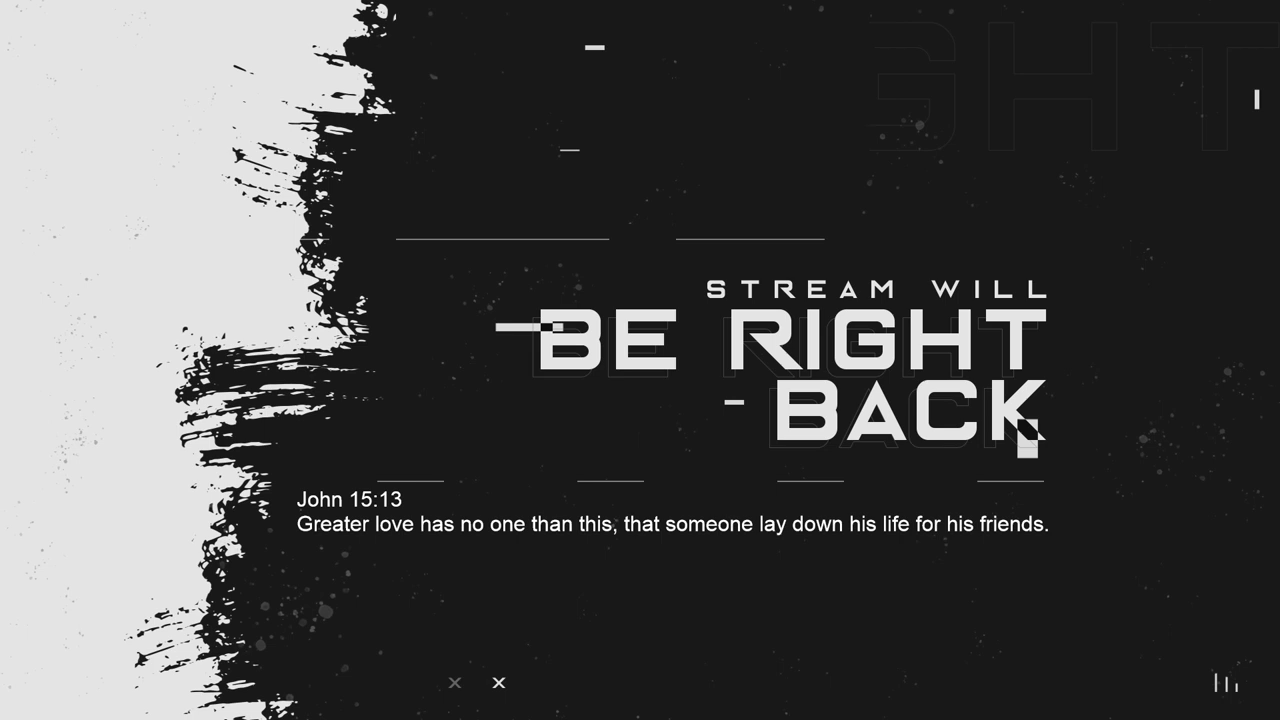 GHT
STREAM WILL
BE RIGHT
BACK
John 15:13
Greater love has no one than this, that someone lay down his life for his friends.